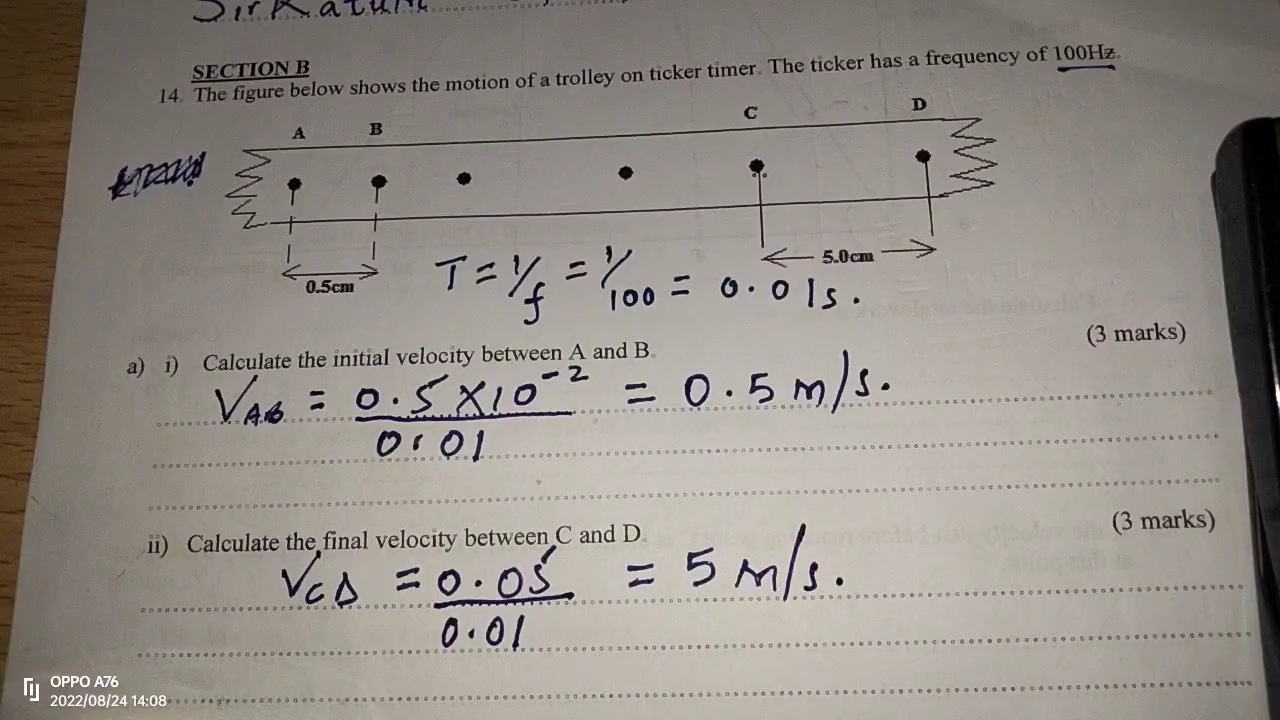 Sir Katuni
SECTION B
14. The figure below shows the motion of a trolley on ticker timer. The ticker has a frequency of 100Hz.
A B C D
0.5cm
5.0cm
T = 1/f = 1/100 = 0.01s.
a) i) Calculate the initial velocity between A and B. (3 marks)
VAB = 0.5 X10⁻² = 0.5 m/s.
0.01
ii) Calculate the final velocity between C and D. (3 marks)
VCD = 0.05 = 5 m/s.
0.01
OPPO A76
2022/08/24 14:08